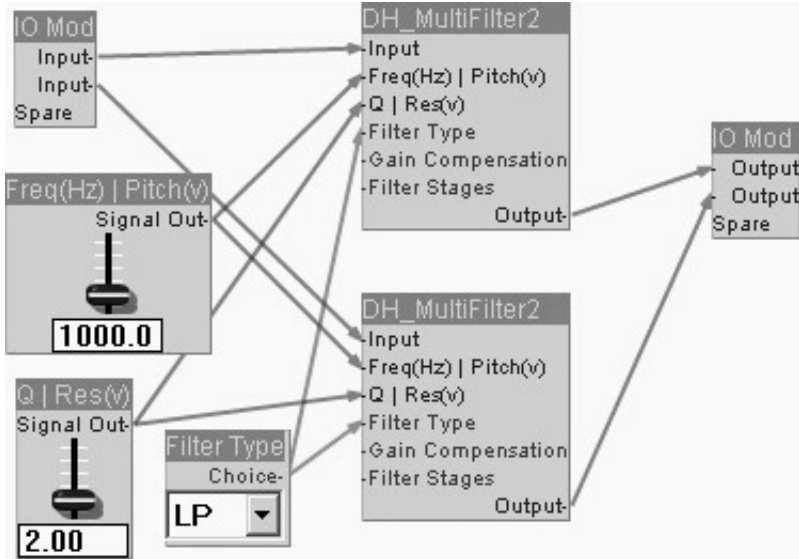 IO Mod
Input
Input
Spare
Freq(Hz) | Pitch(v)
Signal Out
1000.0
Q | Res(v)
Signal Out
2.00
Filter Type
Choice
LP
DH_MultiFilter2
Input
Freq(Hz) | Pitch(v)
Q | Res(v)
Filter Type
Gain Compensation
Filter Stages
Output
DH_MultiFilter2
Input
Freq(Hz) | Pitch(v)
Q | Res(v)
Filter Type
Gain Compensation
Filter Stages
Output
IO Mod
Output
Output
Spare